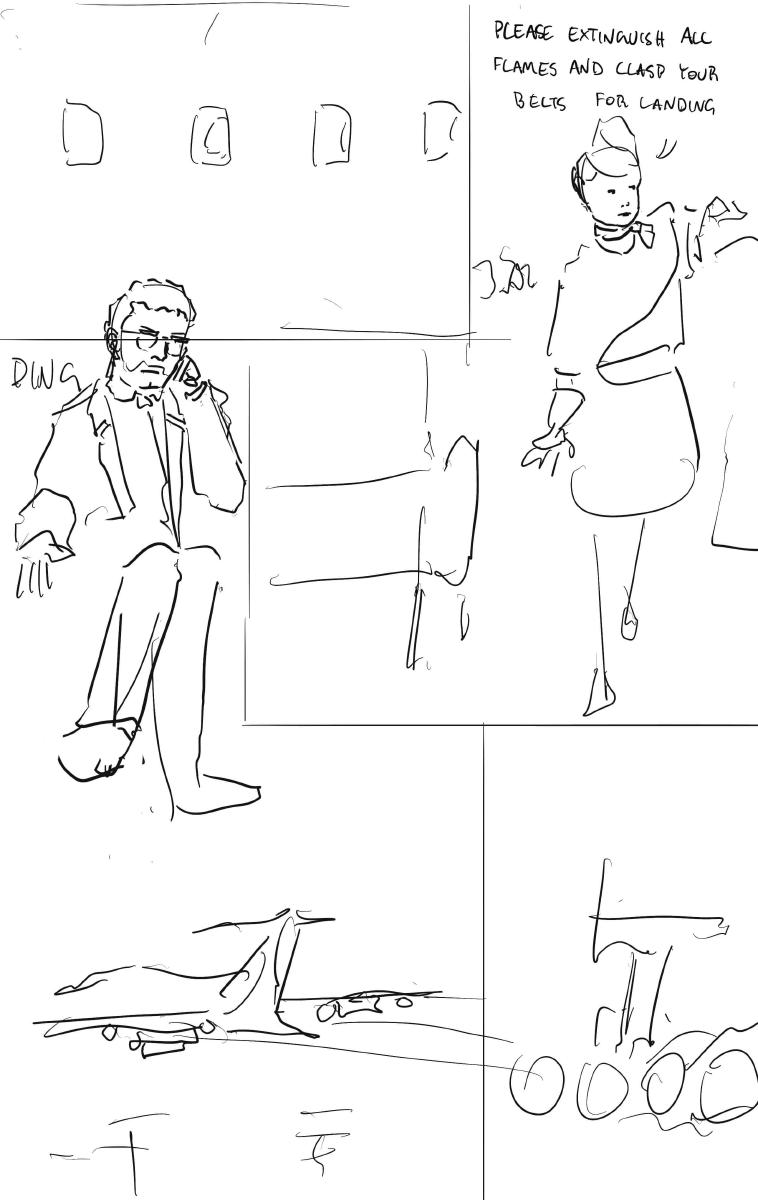 PLEASE EXTINGUISH ALL
FLAMES AND CLASP YOUR
BELTS FOR LANDING
DING